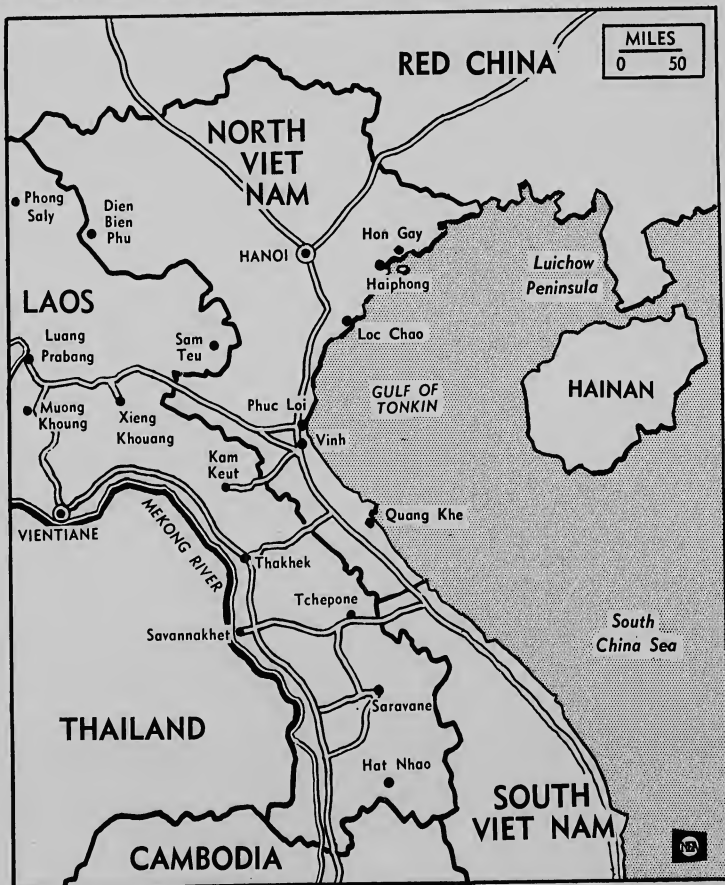 MILES
0 50
RED CHINA
NORTH
VIET
NAM
Phong
Saly
Dien
Bien
Phu
HANOI
Hon Gay
Haiphong
Luichow
Peninsula
LAOS
Luang
Prabang
Sam
Teu
Loc Chao
GULF OF
TONKIN
HAINAN
Muong
Khoung
Xieng
Khouang
Phuc Loi
Vinh
Kam
Keut
VIENTIANE
MEKONG RIVER
Quang Khe
Thakhek
Tchepone
Savannakhet
South
China Sea
Saravane
THAILAND
Hat Nhao
SOUTH
VIET NAM
CAMBODIA
NEA